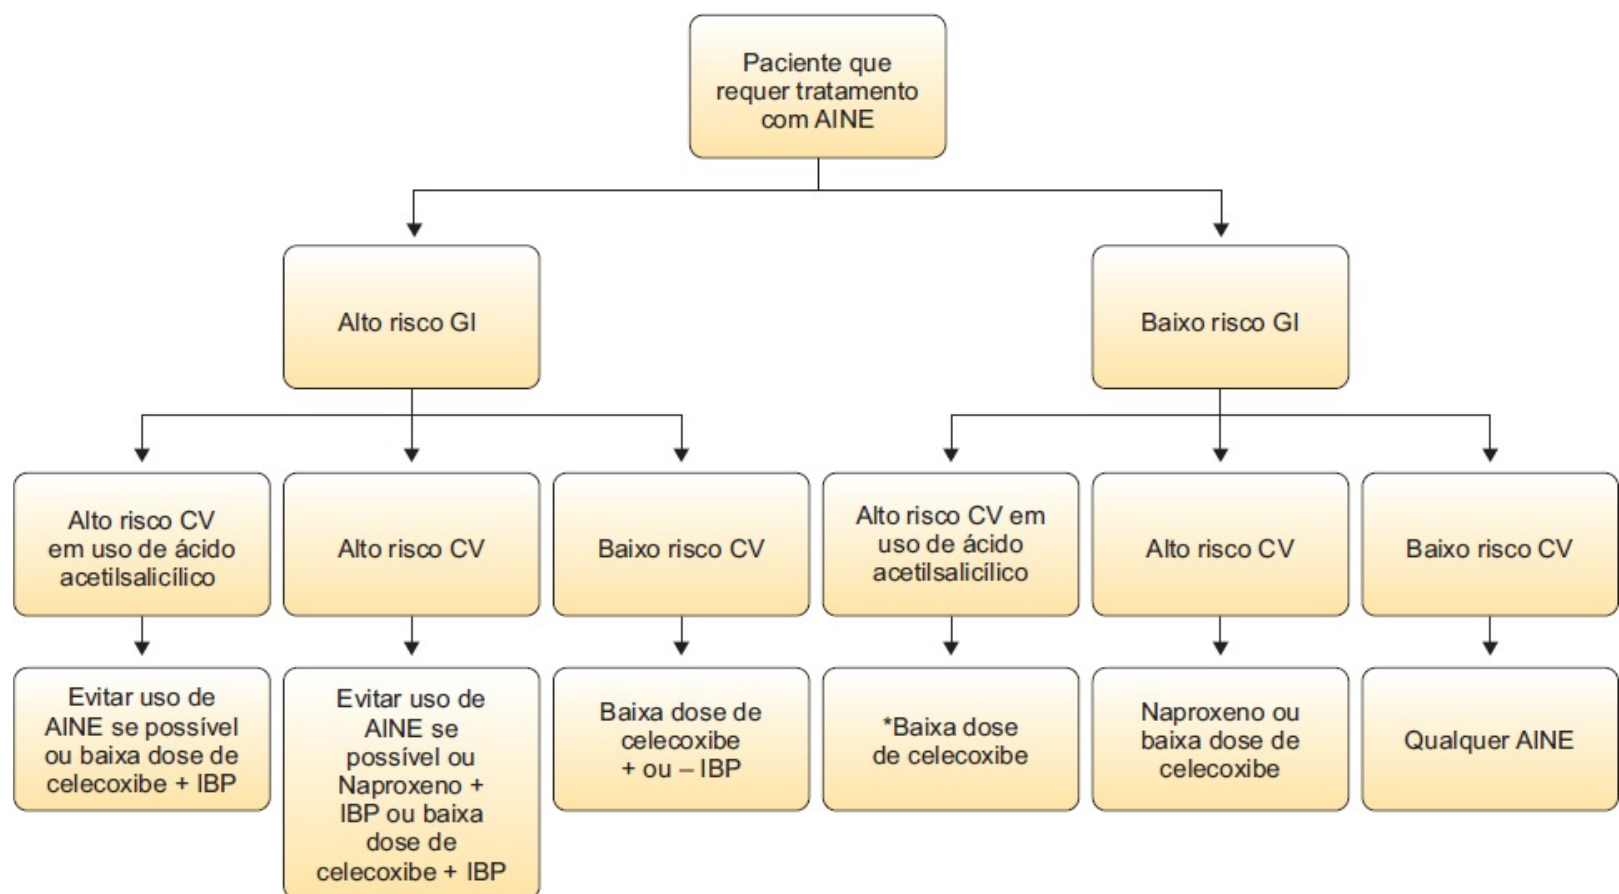 Paciente que
requer tratamento
com AINE
Alto risco GI
Baixo risco GI
Alto risco CV
em uso de ácido
acetilsalicílico
Alto risco CV
Baixo risco CV
Alto risco CV em
uso de ácido
acetilsalicílico
Alto risco CV
Baixo risco CV
Evitar uso de
AINE se possível
ou baixa dose de
celecoxibe + IBP
Evitar uso de
AINE se
possível ou
Naproxeno +
IBP ou baixa
dose de
celecoxibe + IBP
Baixa dose de
celecoxibe
+ ou – IBP
*Baixa dose
de celecoxibe
Naproxeno ou
baixa dose de
celecoxibe
Qualquer AINE